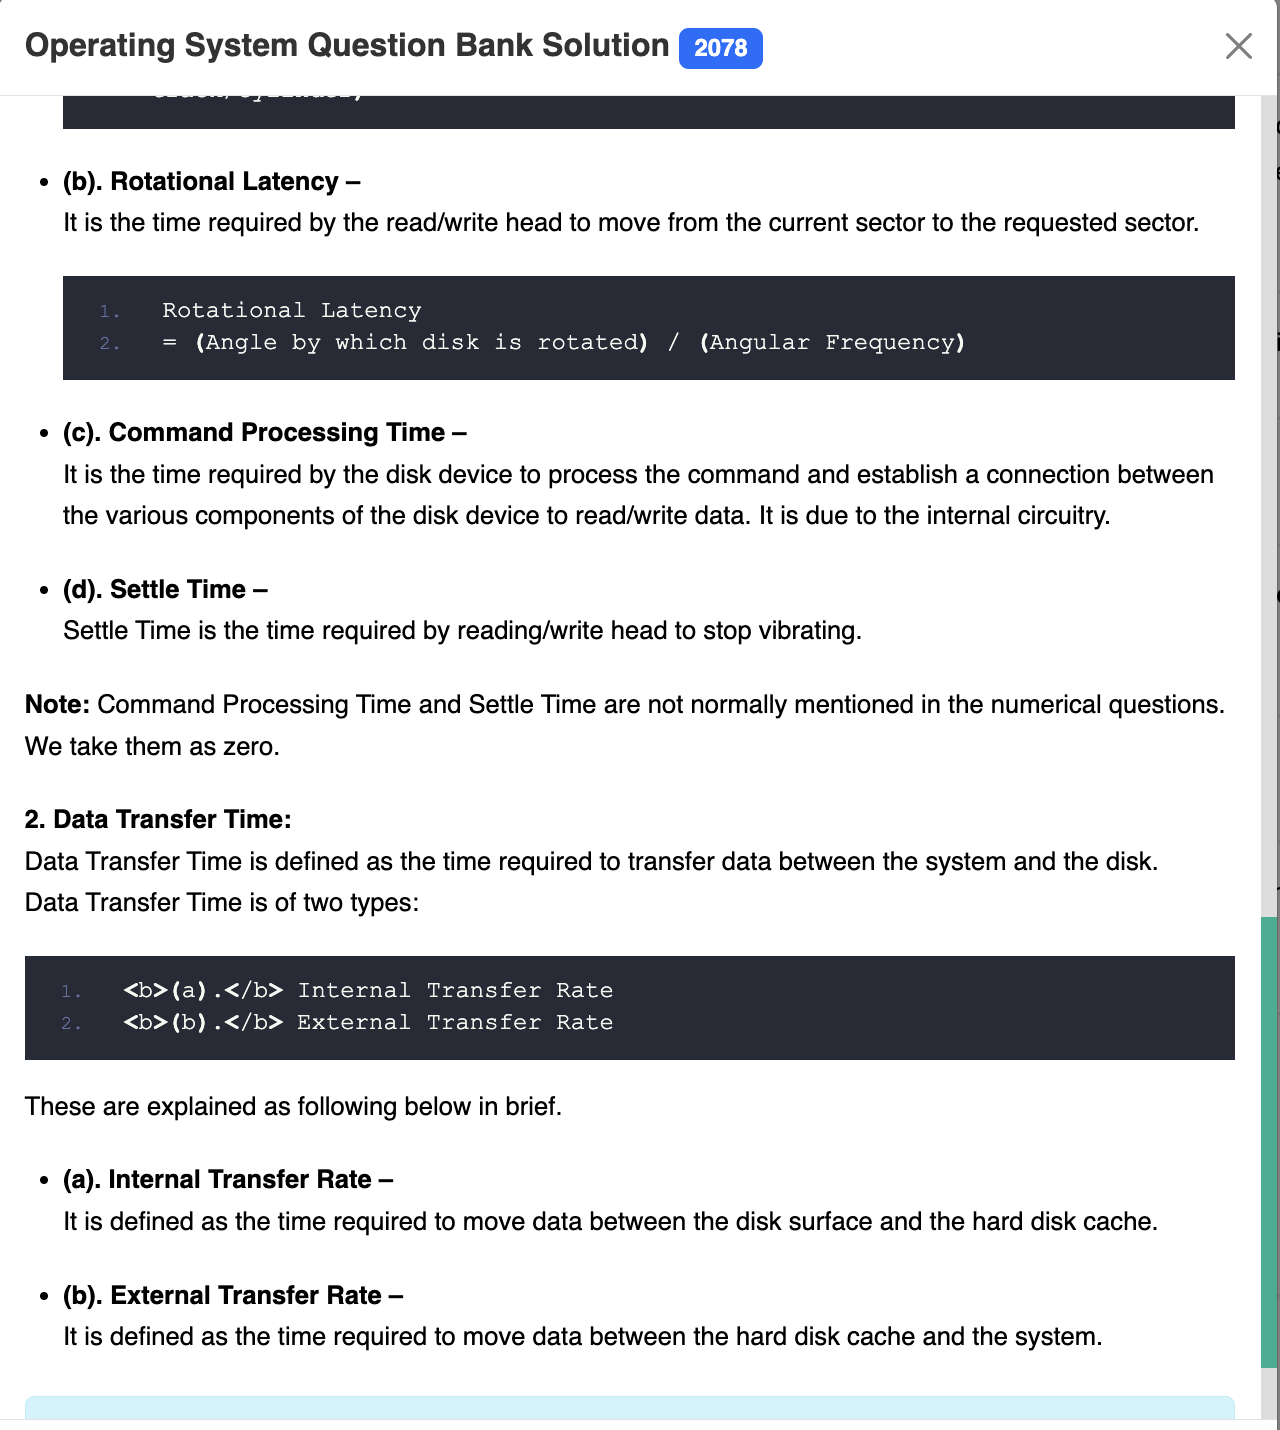 Operating System Question Bank Solution 2078
• (b). Rotational Latency –
It is the time required by the read/write head to move from the current sector to the requested sector.
1. Rotational Latency
2. = (Angle by which disk is rotated) / (Angular Frequency)
• (c). Command Processing Time –
It is the time required by the disk device to process the command and establish a connection between
the various components of the disk device to read/write data. It is due to the internal circuitry.
• (d). Settle Time –
Settle Time is the time required by reading/write head to stop vibrating.
Note: Command Processing Time and Settle Time are not normally mentioned in the numerical questions.
We take them as zero.
2. Data Transfer Time:
Data Transfer Time is defined as the time required to transfer data between the system and the disk.
Data Transfer Time is of two types:
1. <b>(a).</b> Internal Transfer Rate
2. <b>(b).</b> External Transfer Rate
These are explained as following below in brief.
• (a). Internal Transfer Rate –
It is defined as the time required to move data between the disk surface and the hard disk cache.
• (b). External Transfer Rate –
It is defined as the time required to move data between the hard disk cache and the system.